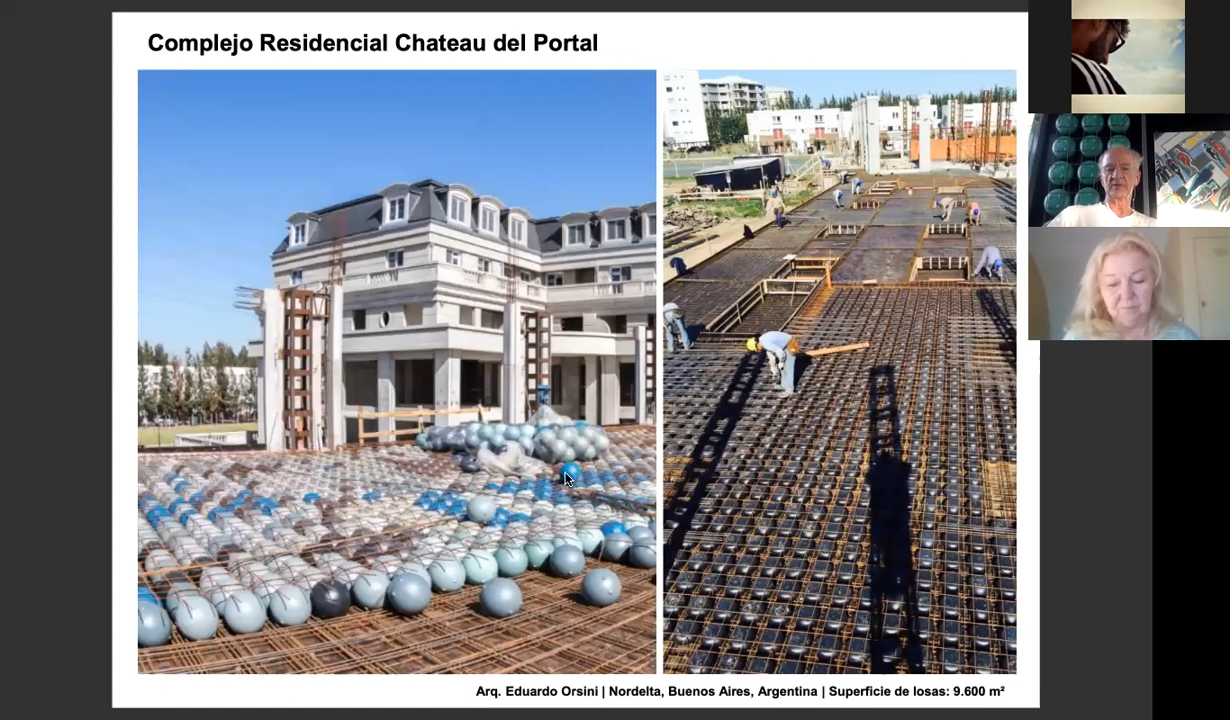 Complejo Residencial Chateau del Portal
Arq. Eduardo Orsini | Nordelta, Buenos Aires, Argentina | Superficie de losas: 9.600 m²